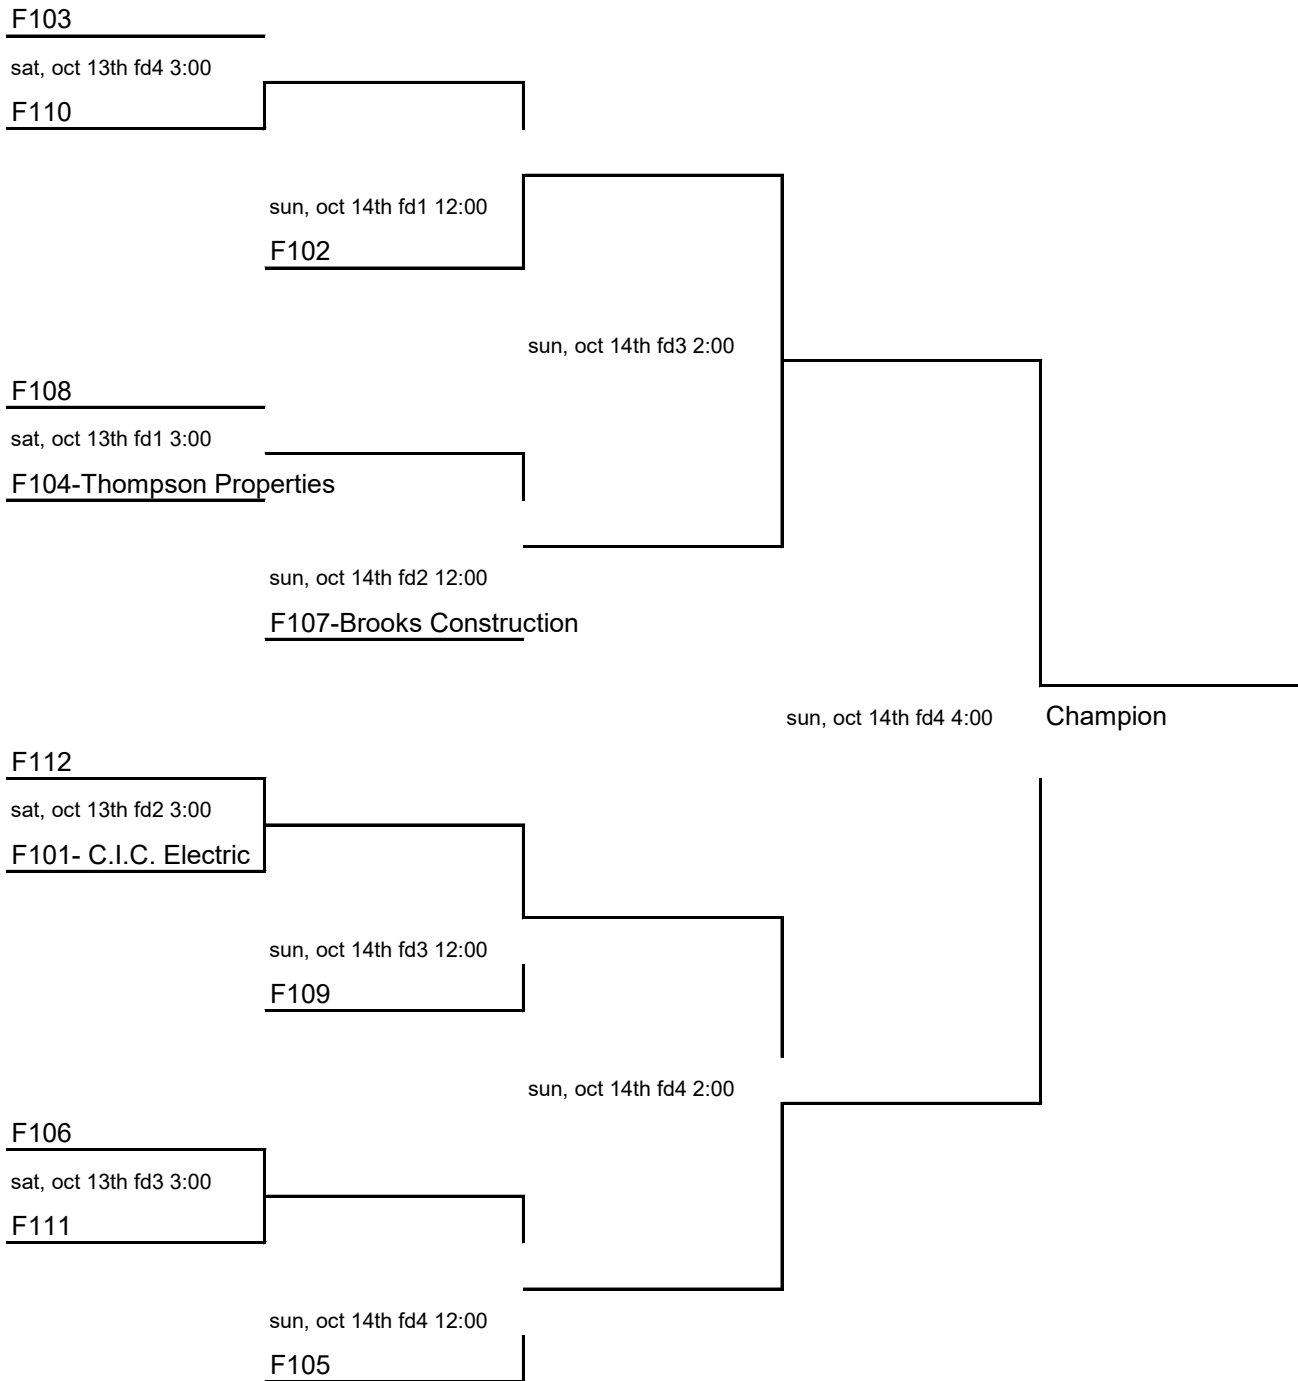 F103
sat, oct 13th fd4 3:00
F110
sun, oct 14th fd1 12:00
F102
sun, oct 14th fd3 2:00
F108
sat, oct 13th fd1 3:00
F104-Thompson Properties
sun, oct 14th fd2 12:00
F107-Brooks Construction
sun, oct 14th fd4 4:00
Champion
F112
sat, oct 13th fd2 3:00
F101- C.I.C. Electric
sun, oct 14th fd3 12:00
F109
sun, oct 14th fd4 2:00
F106
sat, oct 13th fd3 3:00
F111
sun, oct 14th fd4 12:00
F105